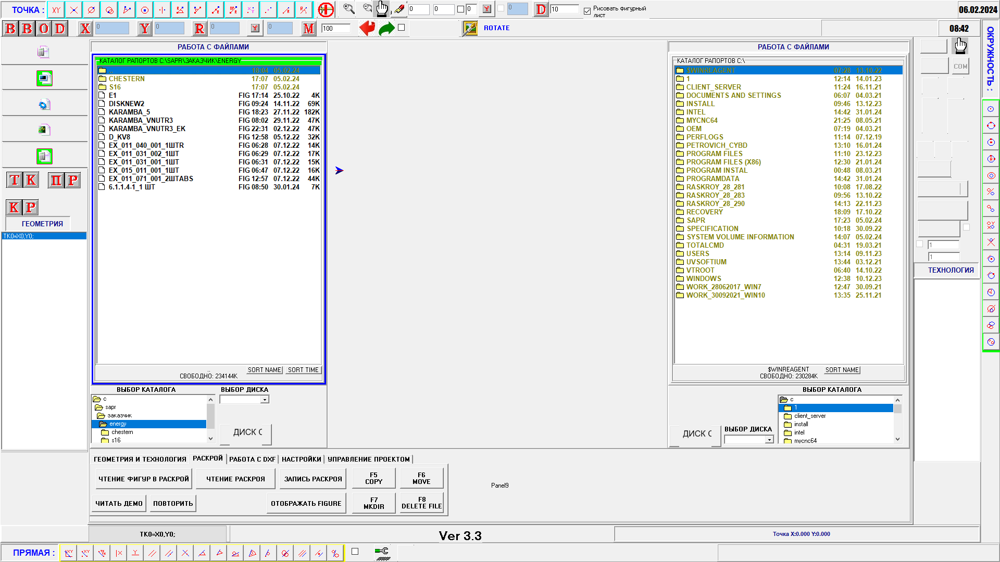 ТОЧКА :
0
0
0
0
10
Рисовать фигурный
лист
06.02.2024
B B O D
X
0
Y
0
R
0
0
M
100
ROTATE
08:42
РАБОТА С ФАЙЛАМИ
КАТАЛОГ РАПОРТОВ C:\SAPR\ЗАКАЗЧИК\ENERGY
.. 18:04 05.02.24
CHESTERN 17:07 05.02.24
S16 17:07 05.02.24
E1 FIG 17:14 25.10.22 4K
DISKNEW2 FIG 09:24 14.11.22 69K
KARAMBA_5 FIG 18:23 27.11.22 182K
KARAMBA_VNUTR3 FIG 08:02 29.11.22 47K
KARAMBA_VNUTR3_EK FIG 22:31 02.12.22 47K
D_KV8 FIG 12:58 05.12.22 32K
EX_011_040_001_1ШТR FIG 06:28 07.12.22 14K
EX_011_031_002_1ШТ FIG 06:29 07.12.22 17K
EX_011_031_001_1ШТ FIG 06:31 07.12.22 15K
EX_015_011_001_1ШТ FIG 06:47 07.12.22 16K
EX_011_071_001_2ШТABS FIG 12:57 07.12.22 44K
6.1.1.4-1_1 ШТ FIG 08:50 30.01.24 7K
..
СВОБОДНО: 234144K
SORT NAME
SORT TIME
ВЫБОР КАТАЛОГА
c
sapr
заказчик
energy
chestern
s16
ВЫБОР ДИСКА
ДИСК C
РАБОТА С ФАЙЛАМИ
КАТАЛОГ РАПОРТОВ C:\
$WINREAGENT 07:28 13.10.22
1 12:14 14.01.23
CLIENT_SERVER 11:24 16.11.21
DOCUMENTS AND SETTINGS 06:07 04.03.21
INSTALL 09:46 13.12.23
INTEL 14:42 31.01.24
MYCNC64 21:25 08.05.21
OEM 07:19 04.03.21
PERFLOGS 11:14 07.12.19
PETROVICH_CYBD 13:10 16.01.24
PROGRAM FILES 11:10 23.12.23
PROGRAM FILES (X86) 12:30 21.01.24
PROGRAM INSTAL 00:48 08.03.21
PROGRAMDATA 14:42 31.01.24
RASKROY_28_281 10:08 17.08.22
RASKROY_28_283 09:56 13.10.22
RASKROY_28_290 14:13 22.11.23
RECOVERY 18:09 17.10.22
SAPR 17:23 05.02.24
SPECIFICATION 10:18 30.09.22
SYSTEM VOLUME INFORMATION 14:07 05.02.24
TOTALCMD 04:31 19.03.21
USERS 13:14 09.11.23
UVSOFTIUM 13:44 03.12.21
VTROOT 06:40 14.10.22
WINDOWS 12:38 10.12.23
WORK_28062017_WIN7 12:47 30.09.21
WORK_30092021_WIN10 13:35 25.11.21
$WINREAGENT
СВОБОДНО: 230284K
SORT NAME
ДИСК C
ВЫБОР ДИСКА
ВЫБОР КАТАЛОГА
c
1
client_server
install
intel
mycnc64
Т К
П Р
К Р
ГЕОМЕТРИЯ
TK0=X0,Y0;
COM
1
1
ТЕХНОЛОГИЯ
ОКРУЖНОСТЬ :
ГЕОМЕТРИЯ И ТЕХНОЛОГИЯ
РАСКРОЙ
РАБОТА С DXF
НАСТРОЙКИ
УПРАВЛЕНИЕ ПРОЕКТОМ
ЧТЕНИЕ ФИГУР В РАСКРОЙ
ЧТЕНИЕ РАСКРОЯ
ЗАПИСЬ РАСКРОЯ
F5
COPY
F6
MOVE
ЧИТАТЬ ДЕМО
ПОВТОРИТЬ
ОТОБРАЖАТЬ FIGURE
F7
MKDIR
F8
DELETE FILE
Panel9
TK0=X0,Y0;
Ver 3.3
Точка X:0.000 Y:0.000
ПРЯМАЯ :